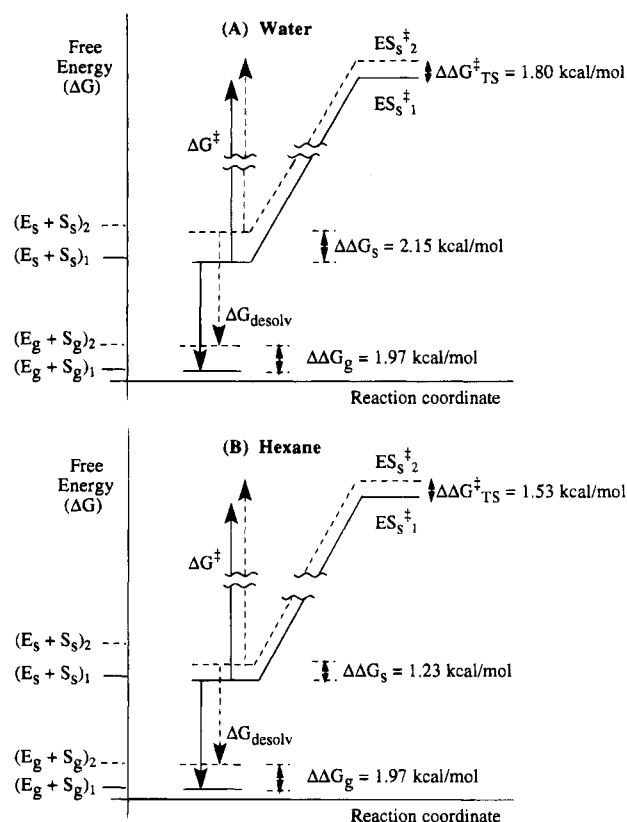 (A) Water
Free
Energy
(ΔG)
ES_s^‡_2
ΔΔG^‡_TS = 1.80 kcal/mol
ES_s^‡_1
ΔG^‡
(E_s + S_s)_2
(E_s + S_s)_1
ΔΔG_s = 2.15 kcal/mol
ΔG_desolv
(E_g + S_g)_2
(E_g + S_g)_1
ΔΔG_g = 1.97 kcal/mol
Reaction coordinate
(B) Hexane
Free
Energy
(ΔG)
ES_s^‡_2
ΔΔG^‡_TS = 1.53 kcal/mol
ES_s^‡_1
ΔG^‡
(E_s + S_s)_2
(E_s + S_s)_1
ΔΔG_s = 1.23 kcal/mol
ΔG_desolv
(E_g + S_g)_2
(E_g + S_g)_1
ΔΔG_g = 1.97 kcal/mol
Reaction coordinate